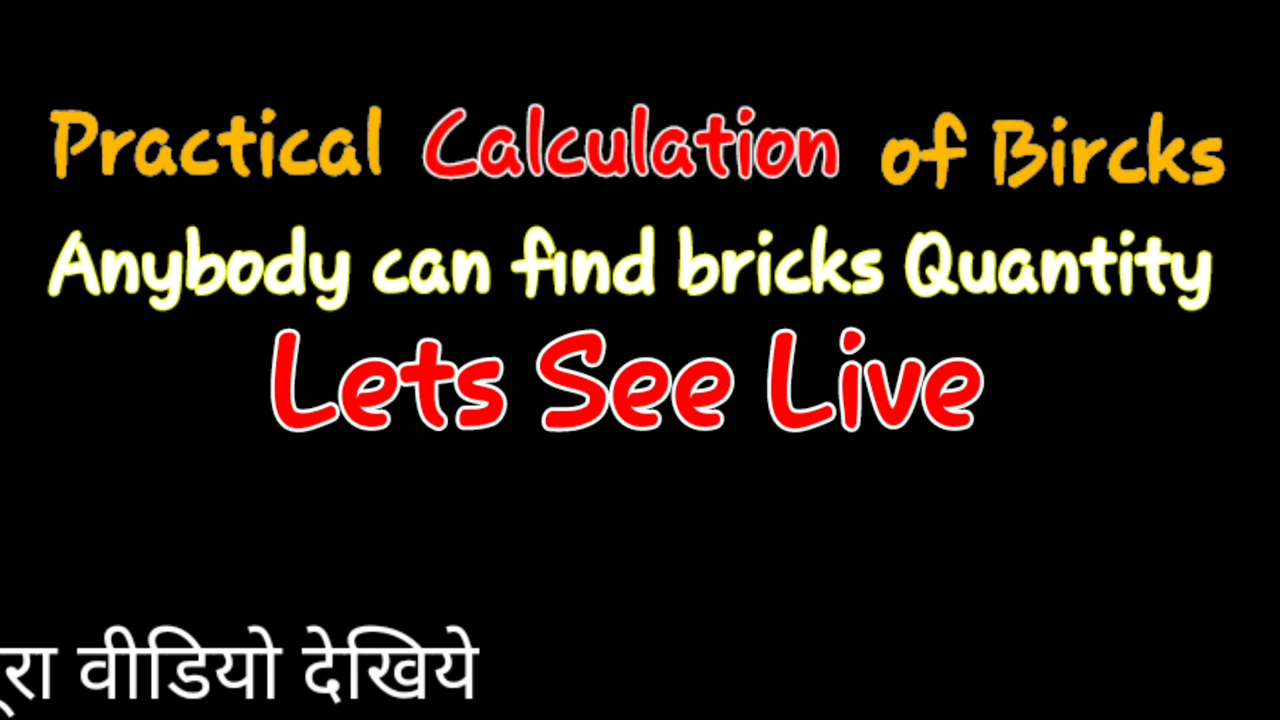 Practical Calculation of Bircks
Anybody can find bricks Quantity
Lets See Live
वीडियो देखिये